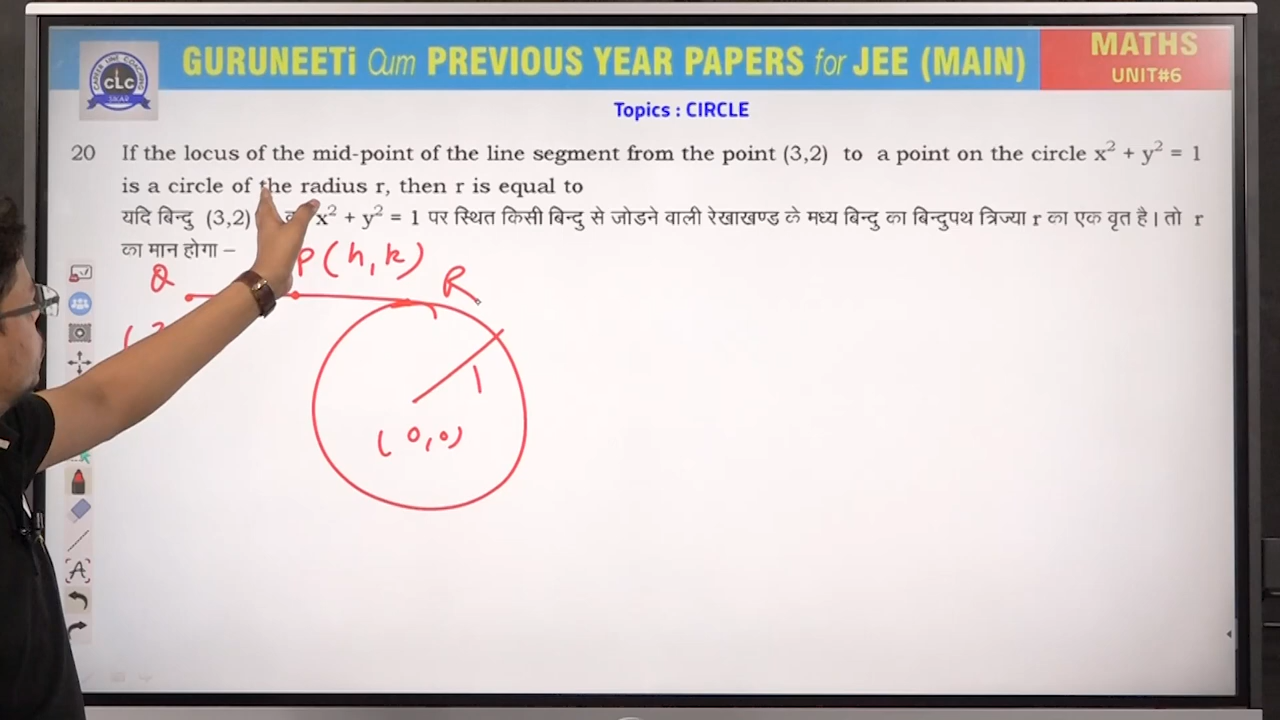 GURUNEETi Cum PREVIOUS YEAR PAPERS for JEE (MAIN)
MATHS
UNIT#6
CLC
SIKAR
Topics : CIRCLE
20 If the locus of the mid-point of the line segment from the point (3,2) to a point on the circle x² + y² = 1
is a circle of the radius r, then r is equal to
यदि बिन्दु (3,2) x² + y² = 1 पर स्थित किसी बिन्दु से जोडने वाली रेखाखण्ड के मध्य बिन्दु का बिन्दुपथ त्रिज्या r का एक वृत है। तो r
का मान होगा –
Q P(h,k) R
1
(0,0)
A